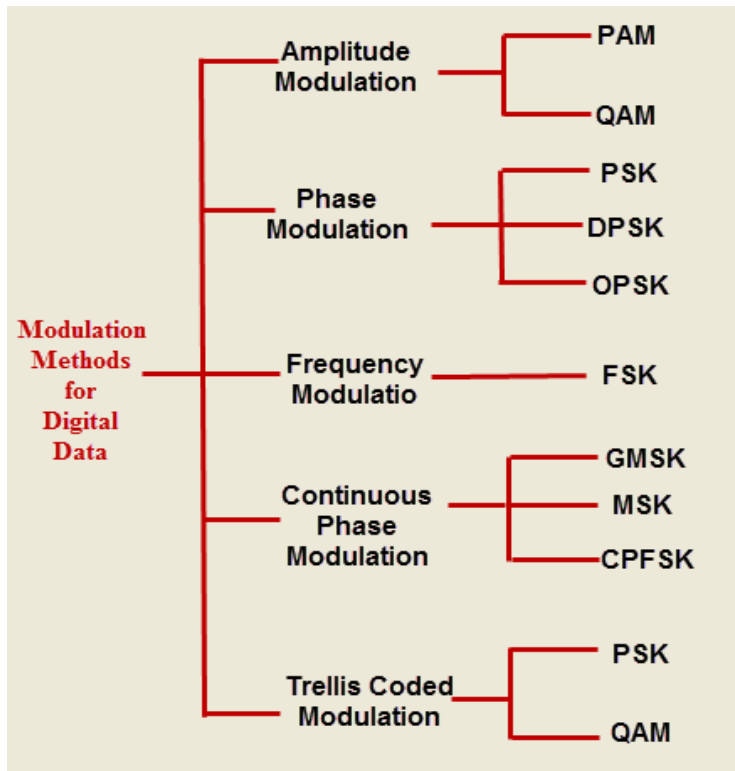 Modulation
Methods
for
Digital
Data
Amplitude
Modulation
PAM
QAM
Phase
Modulation
PSK
DPSK
OPSK
Frequency
Modulatio
FSK
Continuous
Phase
Modulation
GMSK
MSK
CPFSK
Trellis Coded
Modulation
PSK
QAM